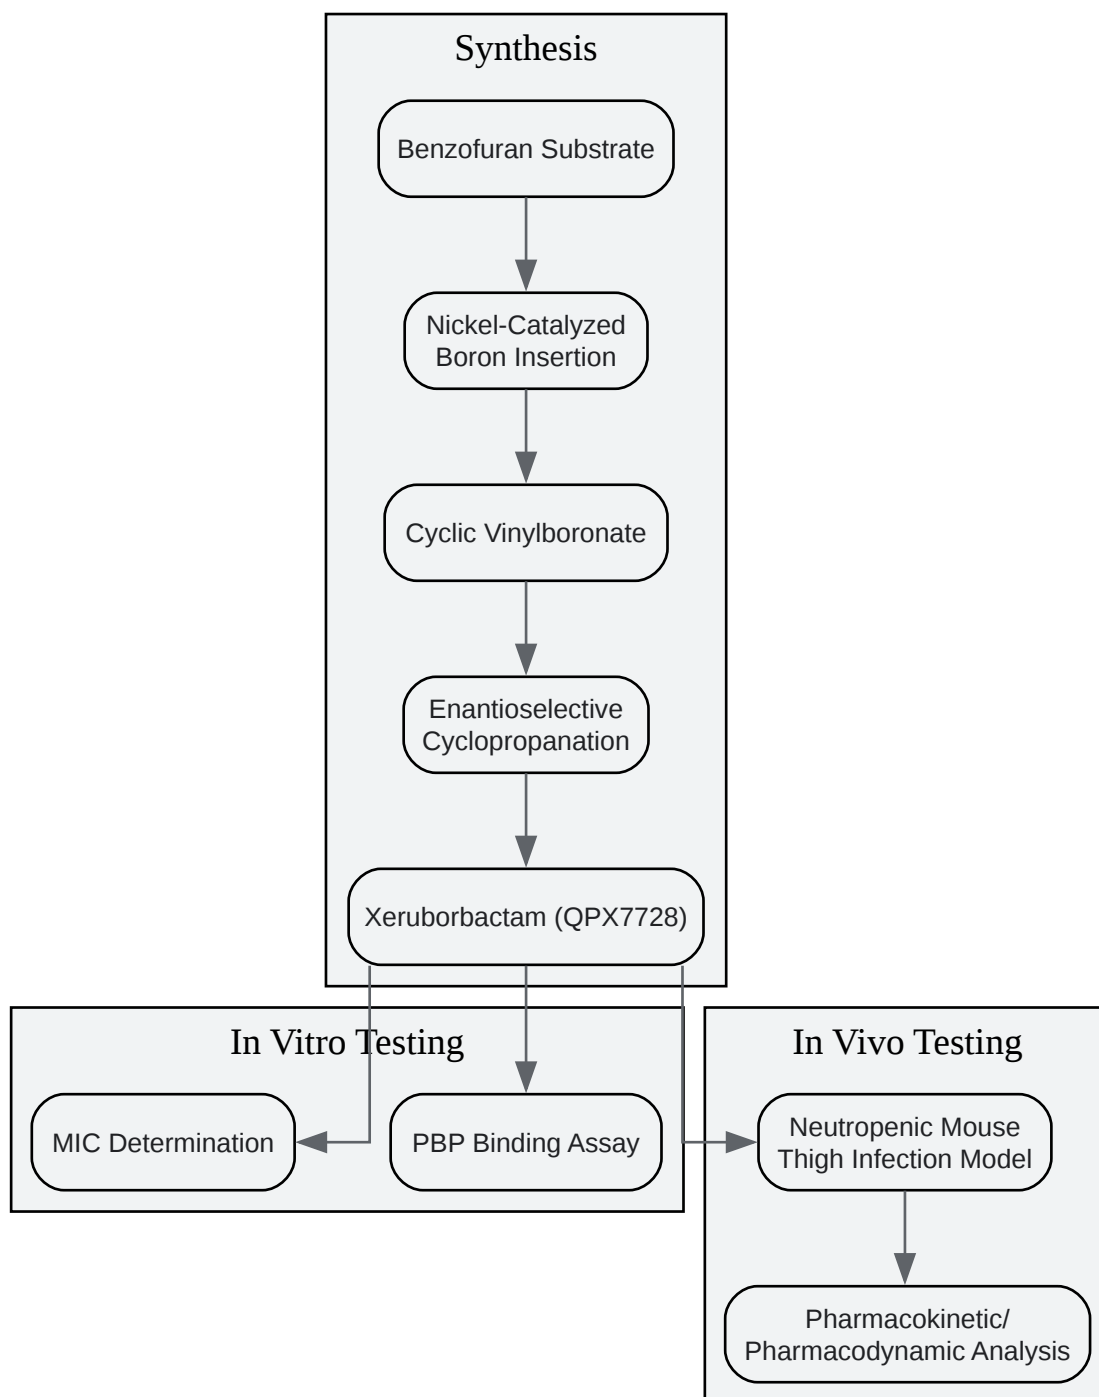 Synthesis
Benzofuran Substrate
Nickel-Catalyzed
Boron Insertion
Cyclic Vinylboronate
Enantioselective
Cyclopropanation
Xeruborbactam (QPX7728)
In Vitro Testing
MIC Determination
PBP Binding Assay
In Vivo Testing
Neutropenic Mouse
Thigh Infection Model
Pharmacokinetic/
Pharmacodynamic Analysis